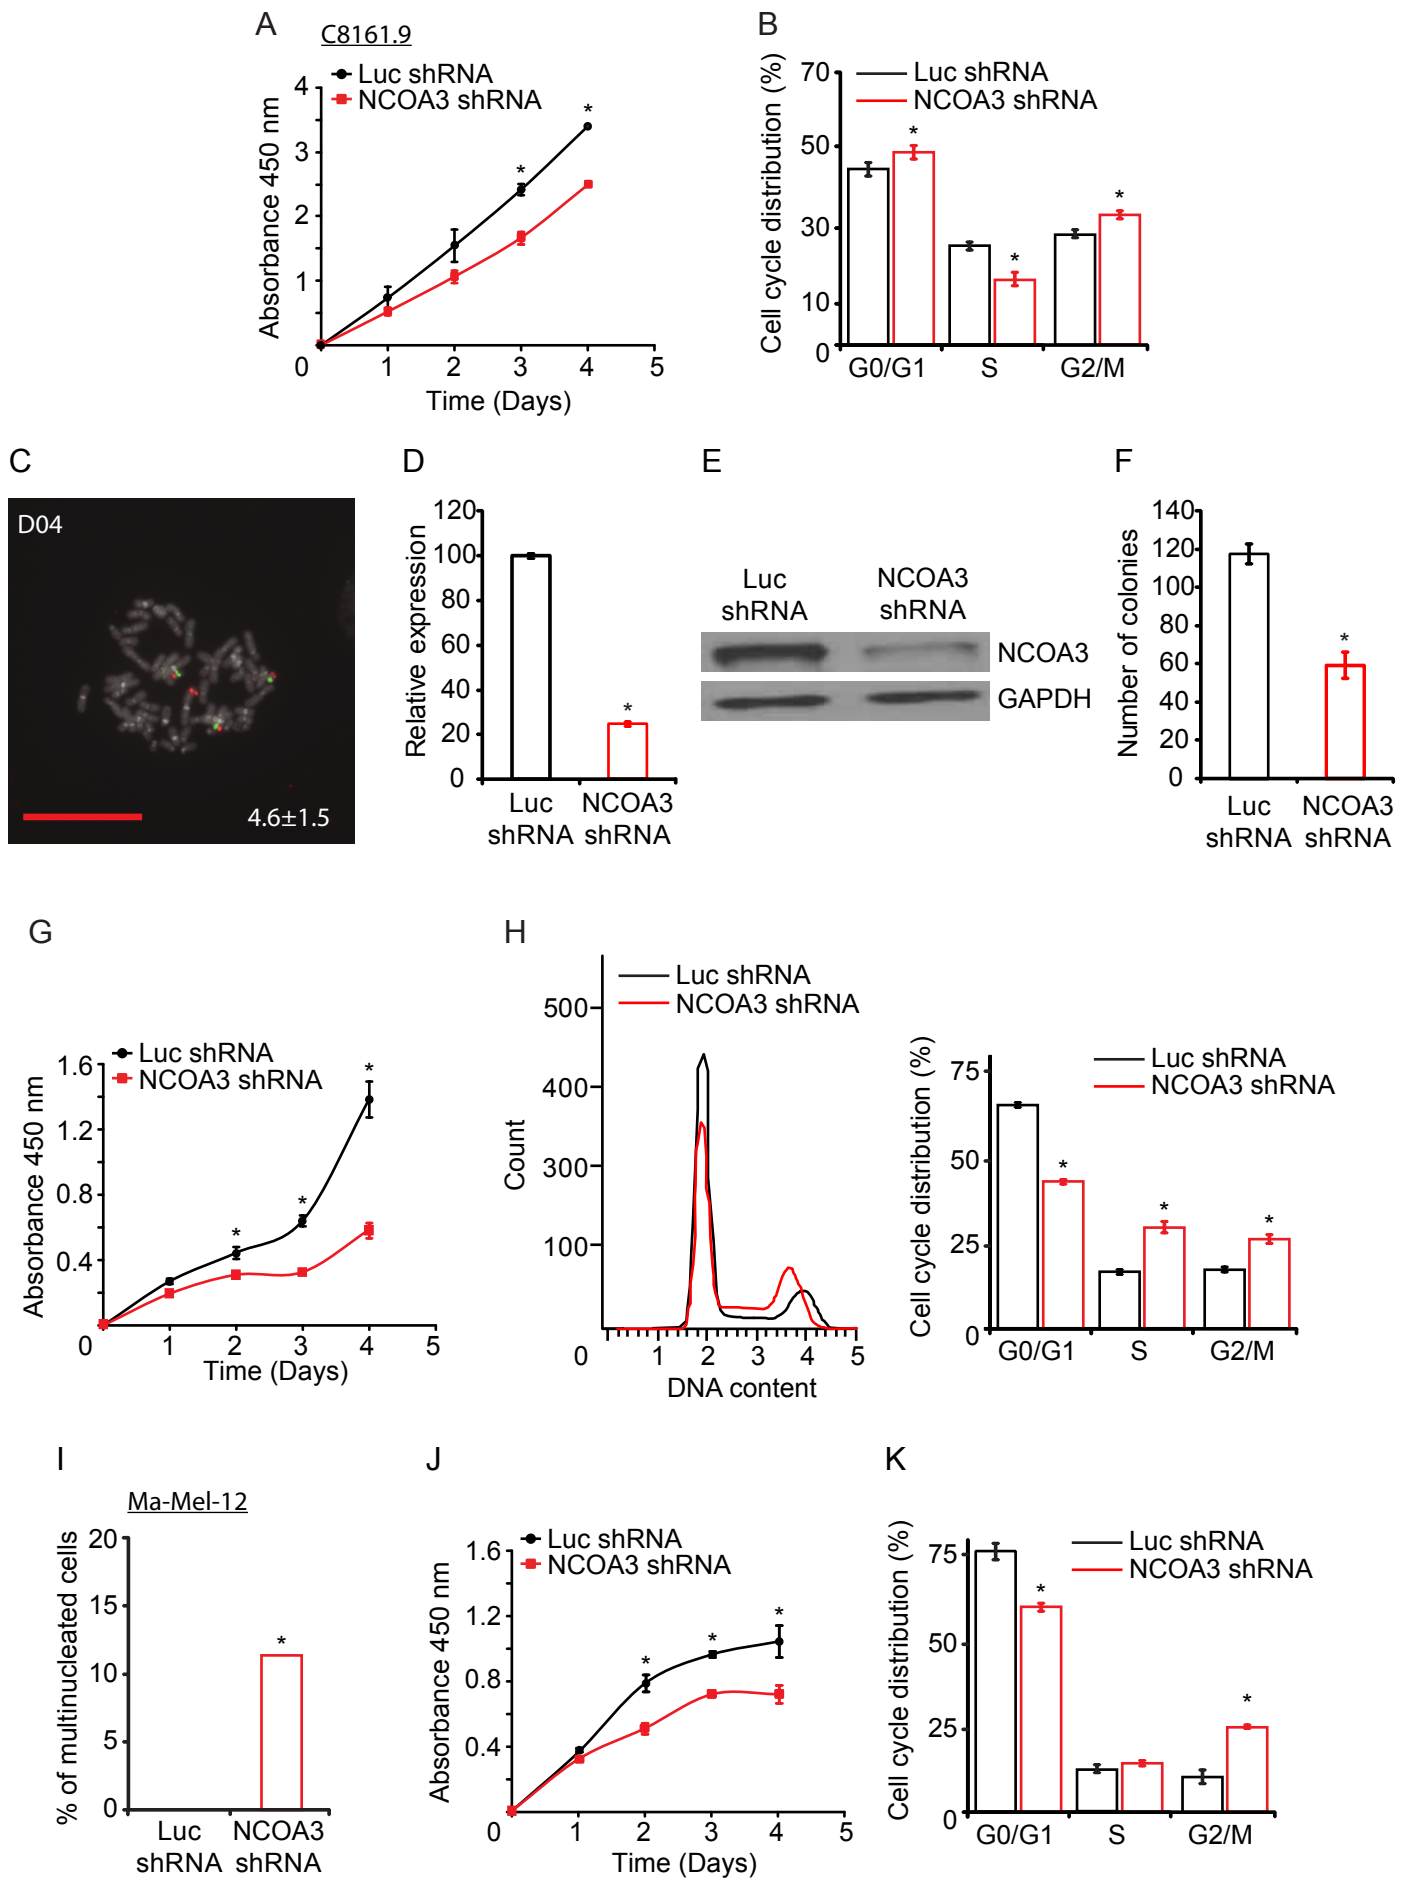 A
C8161.9
Luc shRNA
NCOA3 shRNA
Absorbance 450 nm
4
3
2
1
0
1 2 3 4 5
Time (Days)
*
*
B
Luc shRNA
NCOA3 shRNA
Cell cycle distribution (%)
70
50
30
10
0
*
*
*
G0/G1 S G2/M
C
D04
4.6±1.5
D
Relative expression
120
100
80
60
40
20
0
*
Luc shRNA
NCOA3 shRNA
E
Luc shRNA
NCOA3 shRNA
NCOA3
GAPDH
F
Number of colonies
140
120
100
80
60
40
20
0
*
Luc shRNA
NCOA3 shRNA
G
Luc shRNA
NCOA3 shRNA
Absorbance 450 nm
1.6
1.2
0.8
0.4
0
1 2 3 4 5
Time (Days)
*
*
*
H
Luc shRNA
NCOA3 shRNA
Count
500
400
300
100
0 1 2 3 4 5
DNA content
Luc shRNA
NCOA3 shRNA
Cell cycle distribution (%)
75
50
25
0
*
*
*
G0/G1 S G2/M
I
Ma-Mel-12
% of multinucleated cells
20
15
10
5
0
*
Luc shRNA
NCOA3 shRNA
J
Luc shRNA
NCOA3 shRNA
Absorbance 450 nm
1.6
1.2
0.8
0.4
0 1 2 3 4 5
Time (Days)
*
*
*
K
Luc shRNA
NCOA3 shRNA
Cell cycle distribution (%)
75
50
25
0
*
*
G0/G1 S G2/M